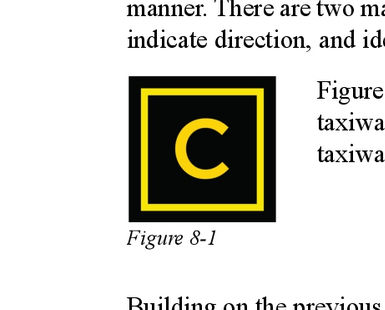 manner. There are two ma
indicate direction, and ide
C
Figure
taxiwa
taxiwa
Figure 8-1
Building on the previous